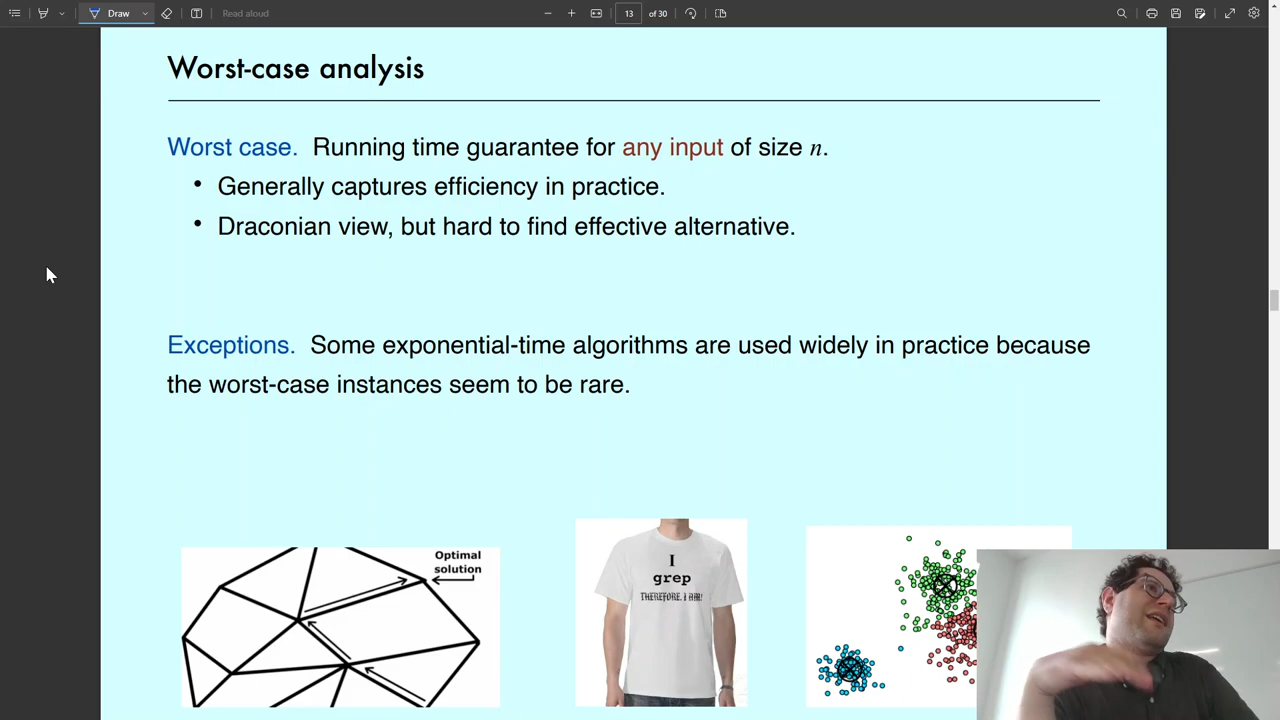 Draw
Read aloud
13 of 30
Worst-case analysis
Worst case. Running time guarantee for any input of size n.
• Generally captures efficiency in practice.
• Draconian view, but hard to find effective alternative.
Exceptions. Some exponential-time algorithms are used widely in practice because
the worst-case instances seem to be rare.
Optimal
solution
I
grep
THEREFORE, I AM!